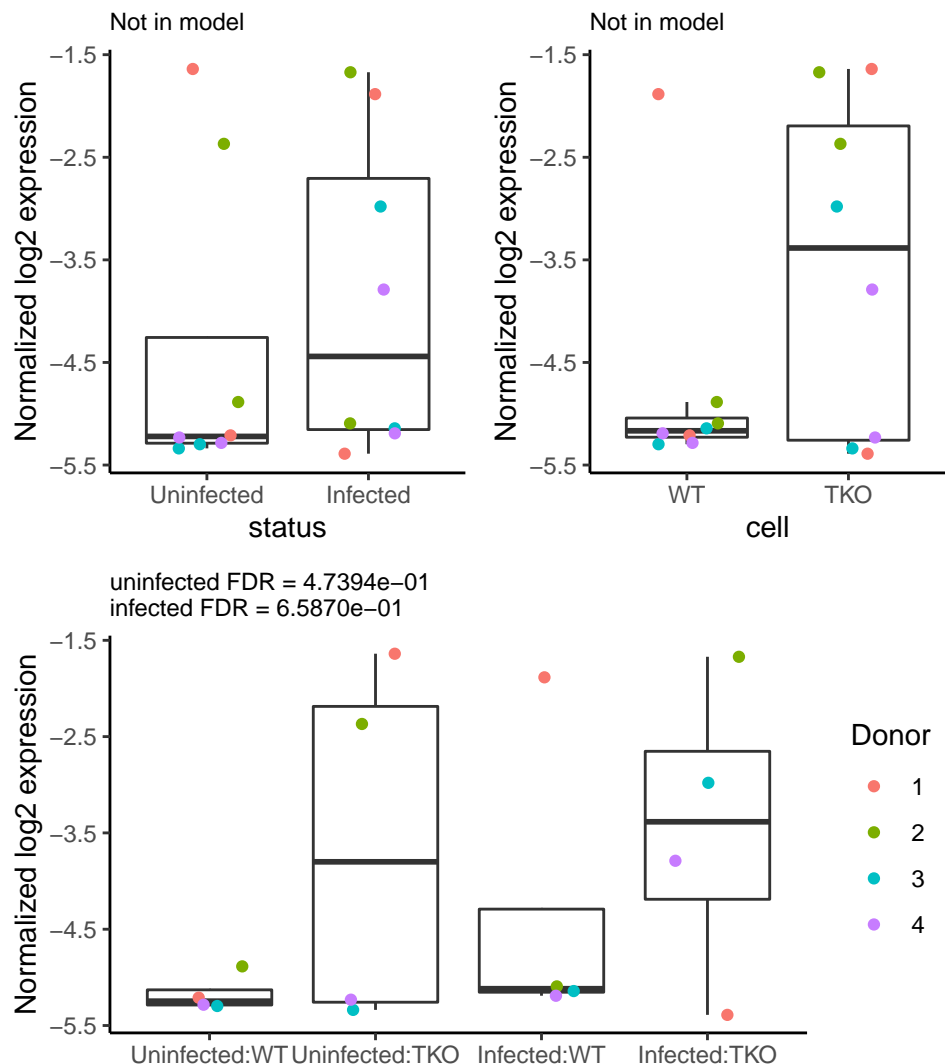 Not in model
Normalized log2 expression
−1.5
−2.5
−3.5
−4.5
−5.5
Uninfected Infected
status
Not in model
Normalized log2 expression
−1.5
−2.5
−3.5
−4.5
−5.5
WT TKO
cell
uninfected FDR = 4.7394e−01
infected FDR = 6.5870e−01
Normalized log2 expression
−1.5
−2.5
−3.5
−4.5
−5.5
Uninfected:WT Uninfected:TKO Infected:WT Infected:TKO
Donor
1
2
3
4